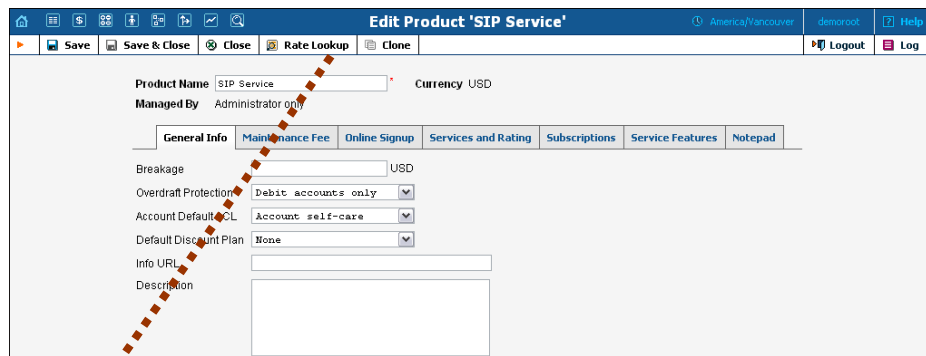 Edit Product 'SIP Service' America/Vancouver demoroot ? Help
Save Save & Close Close Rate Lookup Clone Logout Log
Product Name SIP Service * Currency USD
Managed By Administrator only
General Info Maintenance Fee Online Signup Services and Rating Subscriptions Service Features Notepad
Breakage USD
Overdraft Protection Debit accounts only
Account Default ACL Account self-care
Default Discount Plan None
Info URL
Description